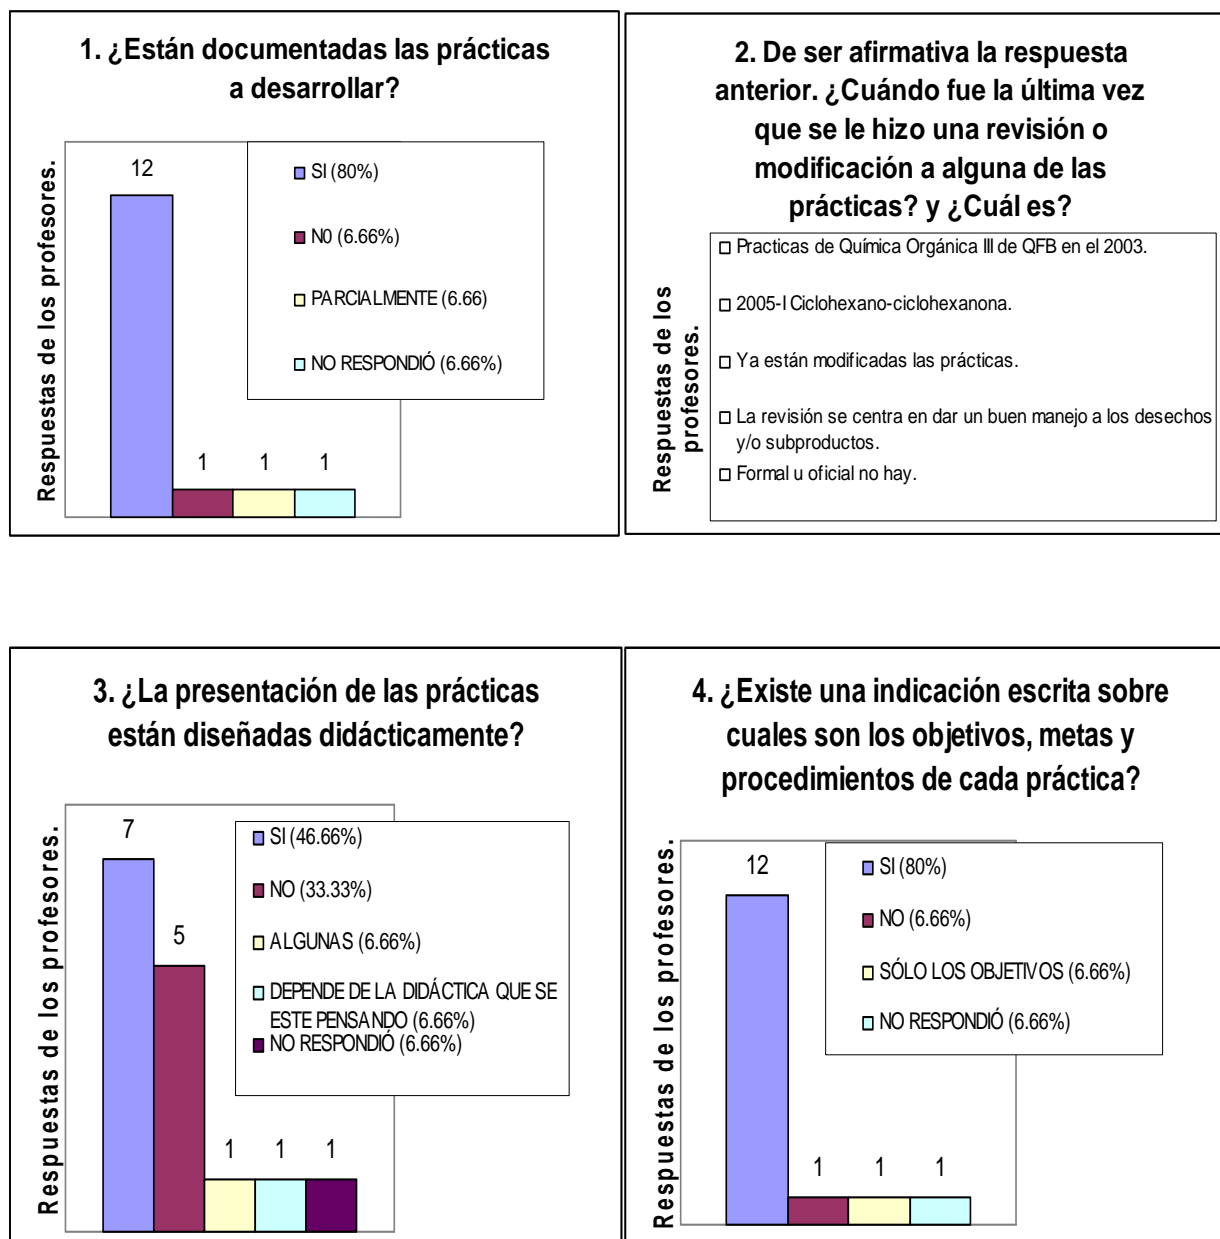 1. ¿Están documentadas las prácticas
a desarrollar?
Respuestas de los profesores.
12
1
1
1
SI (80%)
N0 (6.66%)
PARCIALMENTE (6.66)
NO RESPONDIÓ (6.66%)
2. De ser afirmativa la respuesta
anterior. ¿Cuándo fue la última vez
que se le hizo una revisión o
modificación a alguna de las
prácticas? y ¿Cuál es?
Respuestas de los
profesores.
Practicas de Química Orgánica III de QFB en el 2003.
2005-I Ciclohexano-ciclohexanona.
Ya están modificadas las prácticas.
La revisión se centra en dar un buen manejo a los desechos
y/o subproductos.
Formal u oficial no hay.
3. ¿La presentación de las prácticas
están diseñadas didácticamente?
Respuestas de los profesores.
7
5
1
1
1
SI (46.66%)
NO (33.33%)
ALGUNAS (6.66%)
DEPENDE DE LA DIDÁCTICA QUE SE
ESTE PENSANDO (6.66%)
NO RESPONDIÓ (6.66%)
4. ¿Existe una indicación escrita sobre
cuales son los objetivos, metas y
procedimientos de cada práctica?
Respuestas de los profesores.
12
1
1
1
SI (80%)
NO (6.66%)
SÓLO LOS OBJETIVOS (6.66%)
NO RESPONDIÓ (6.66%)